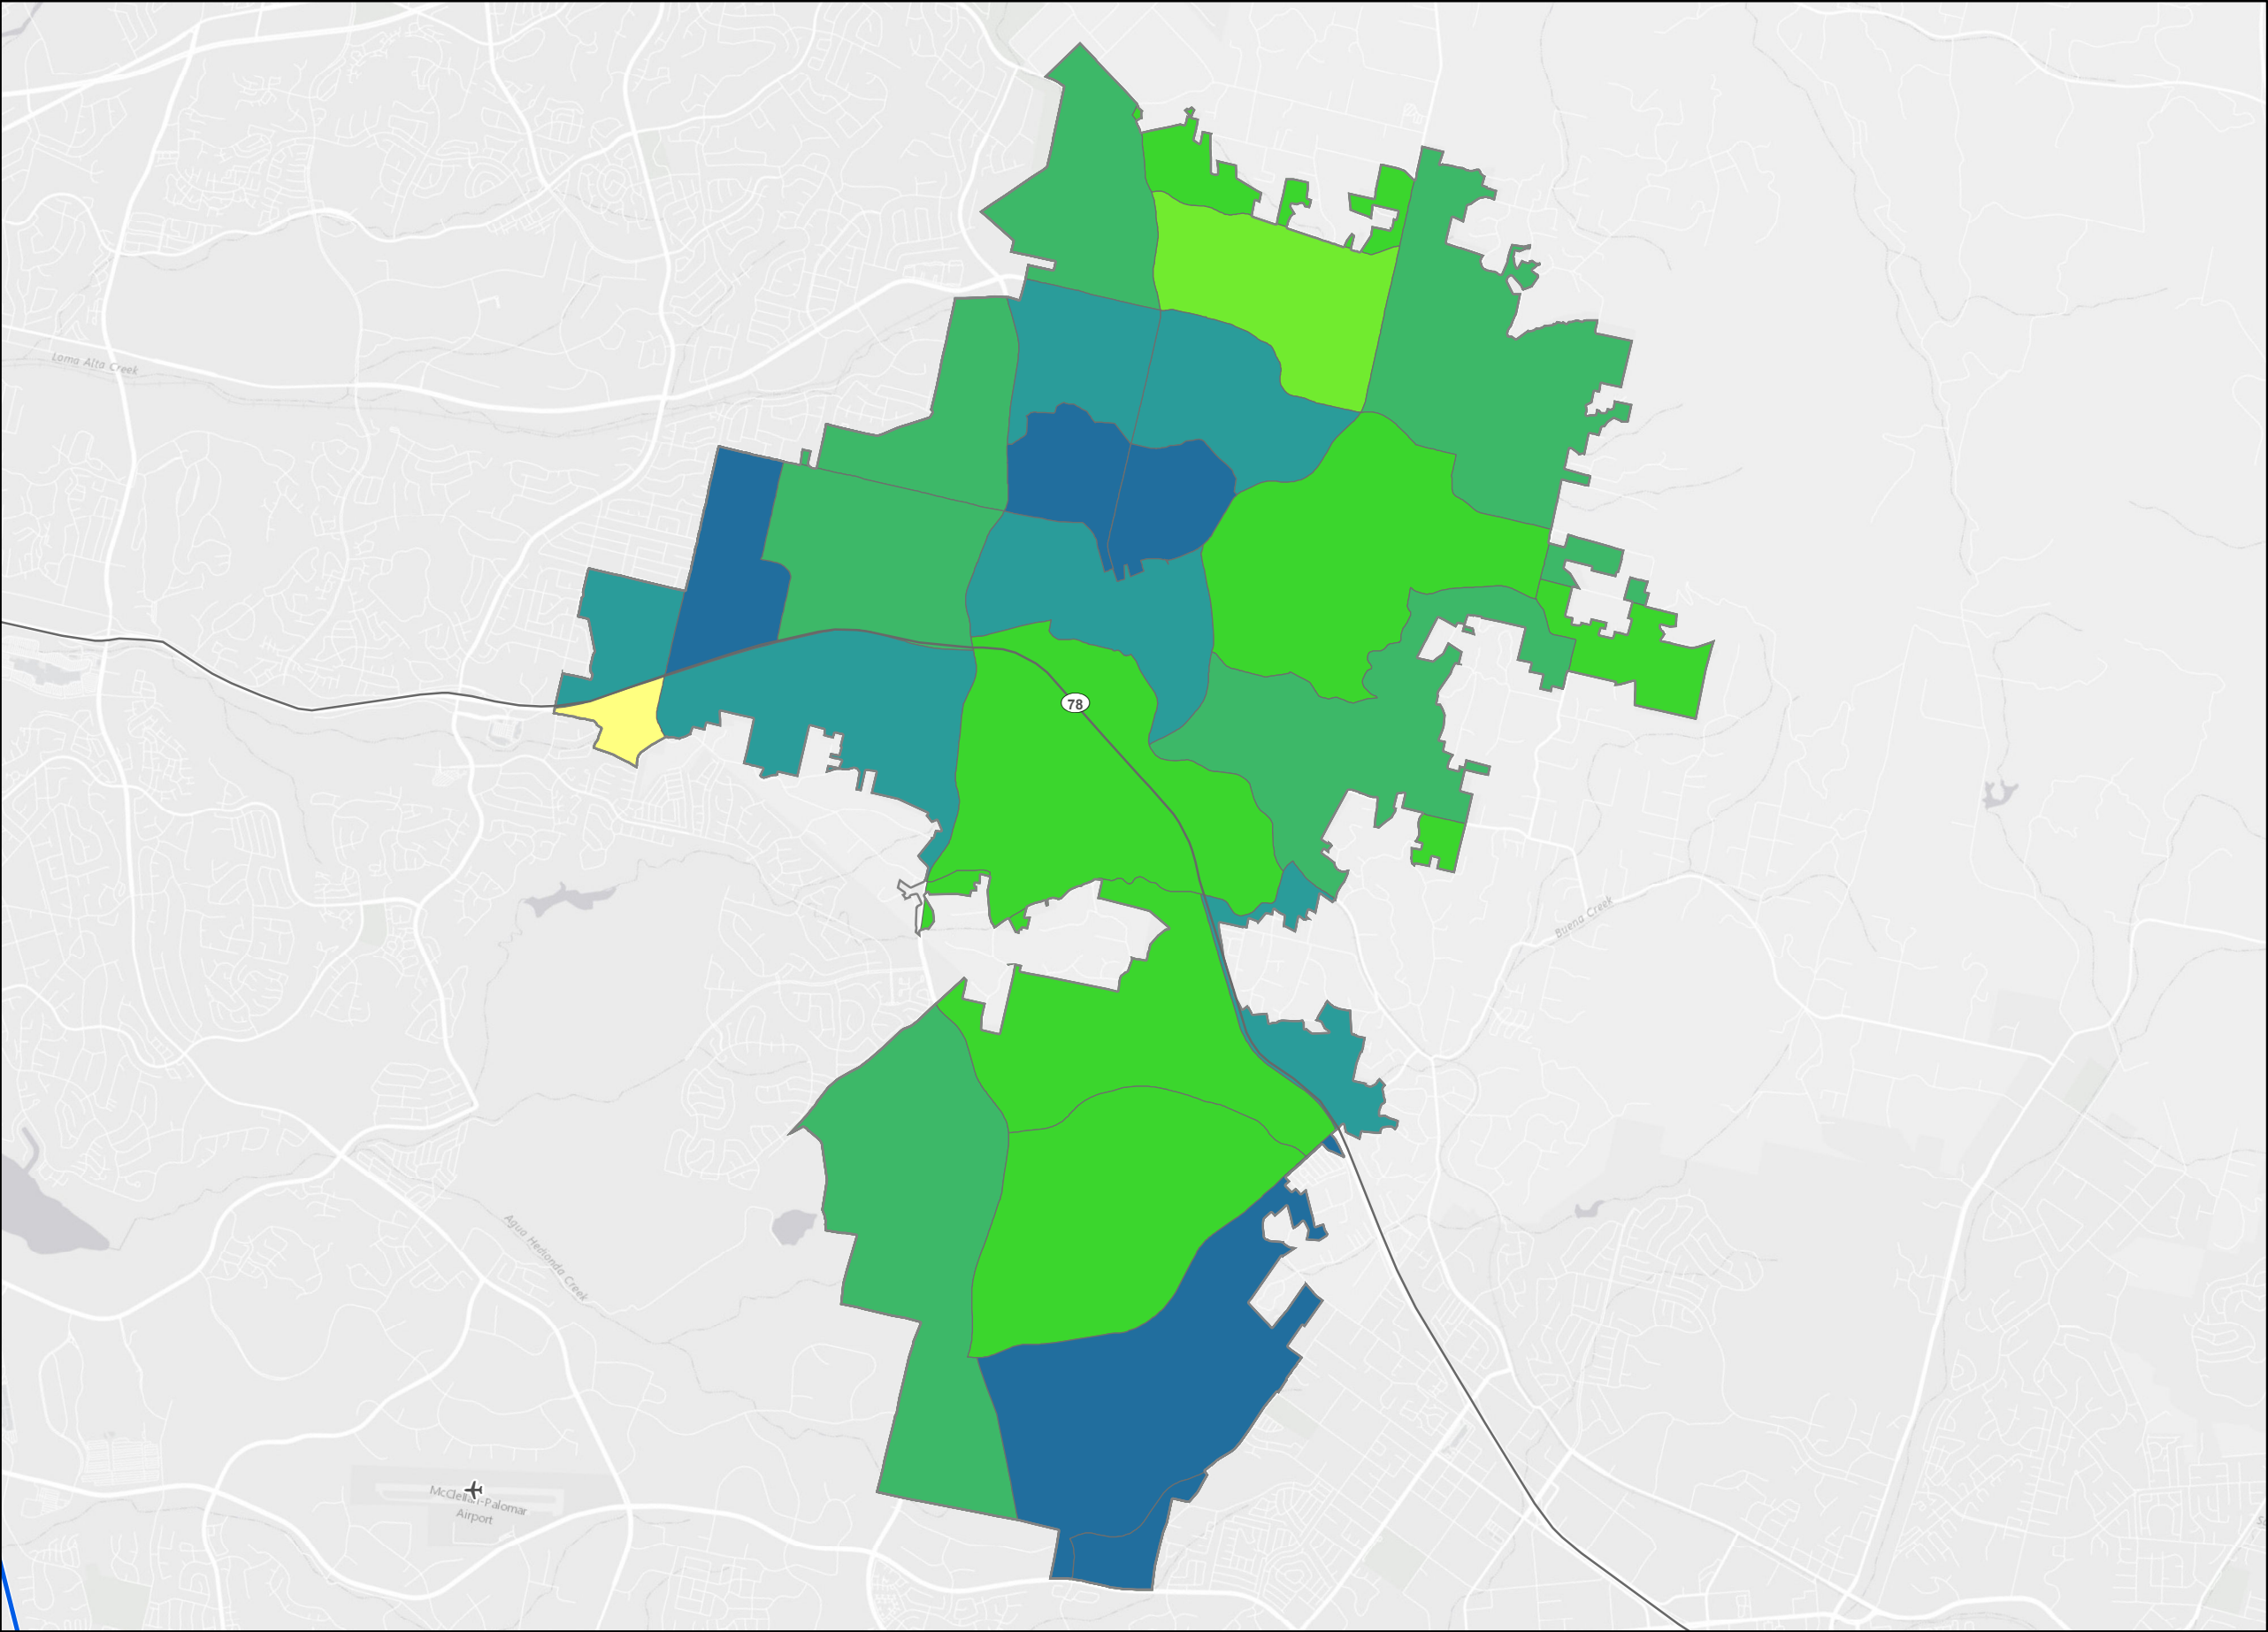 Loma Alta Creek
78
Buena Creek
Agua Hedionda Creek
McClellan-Palomar
Airport